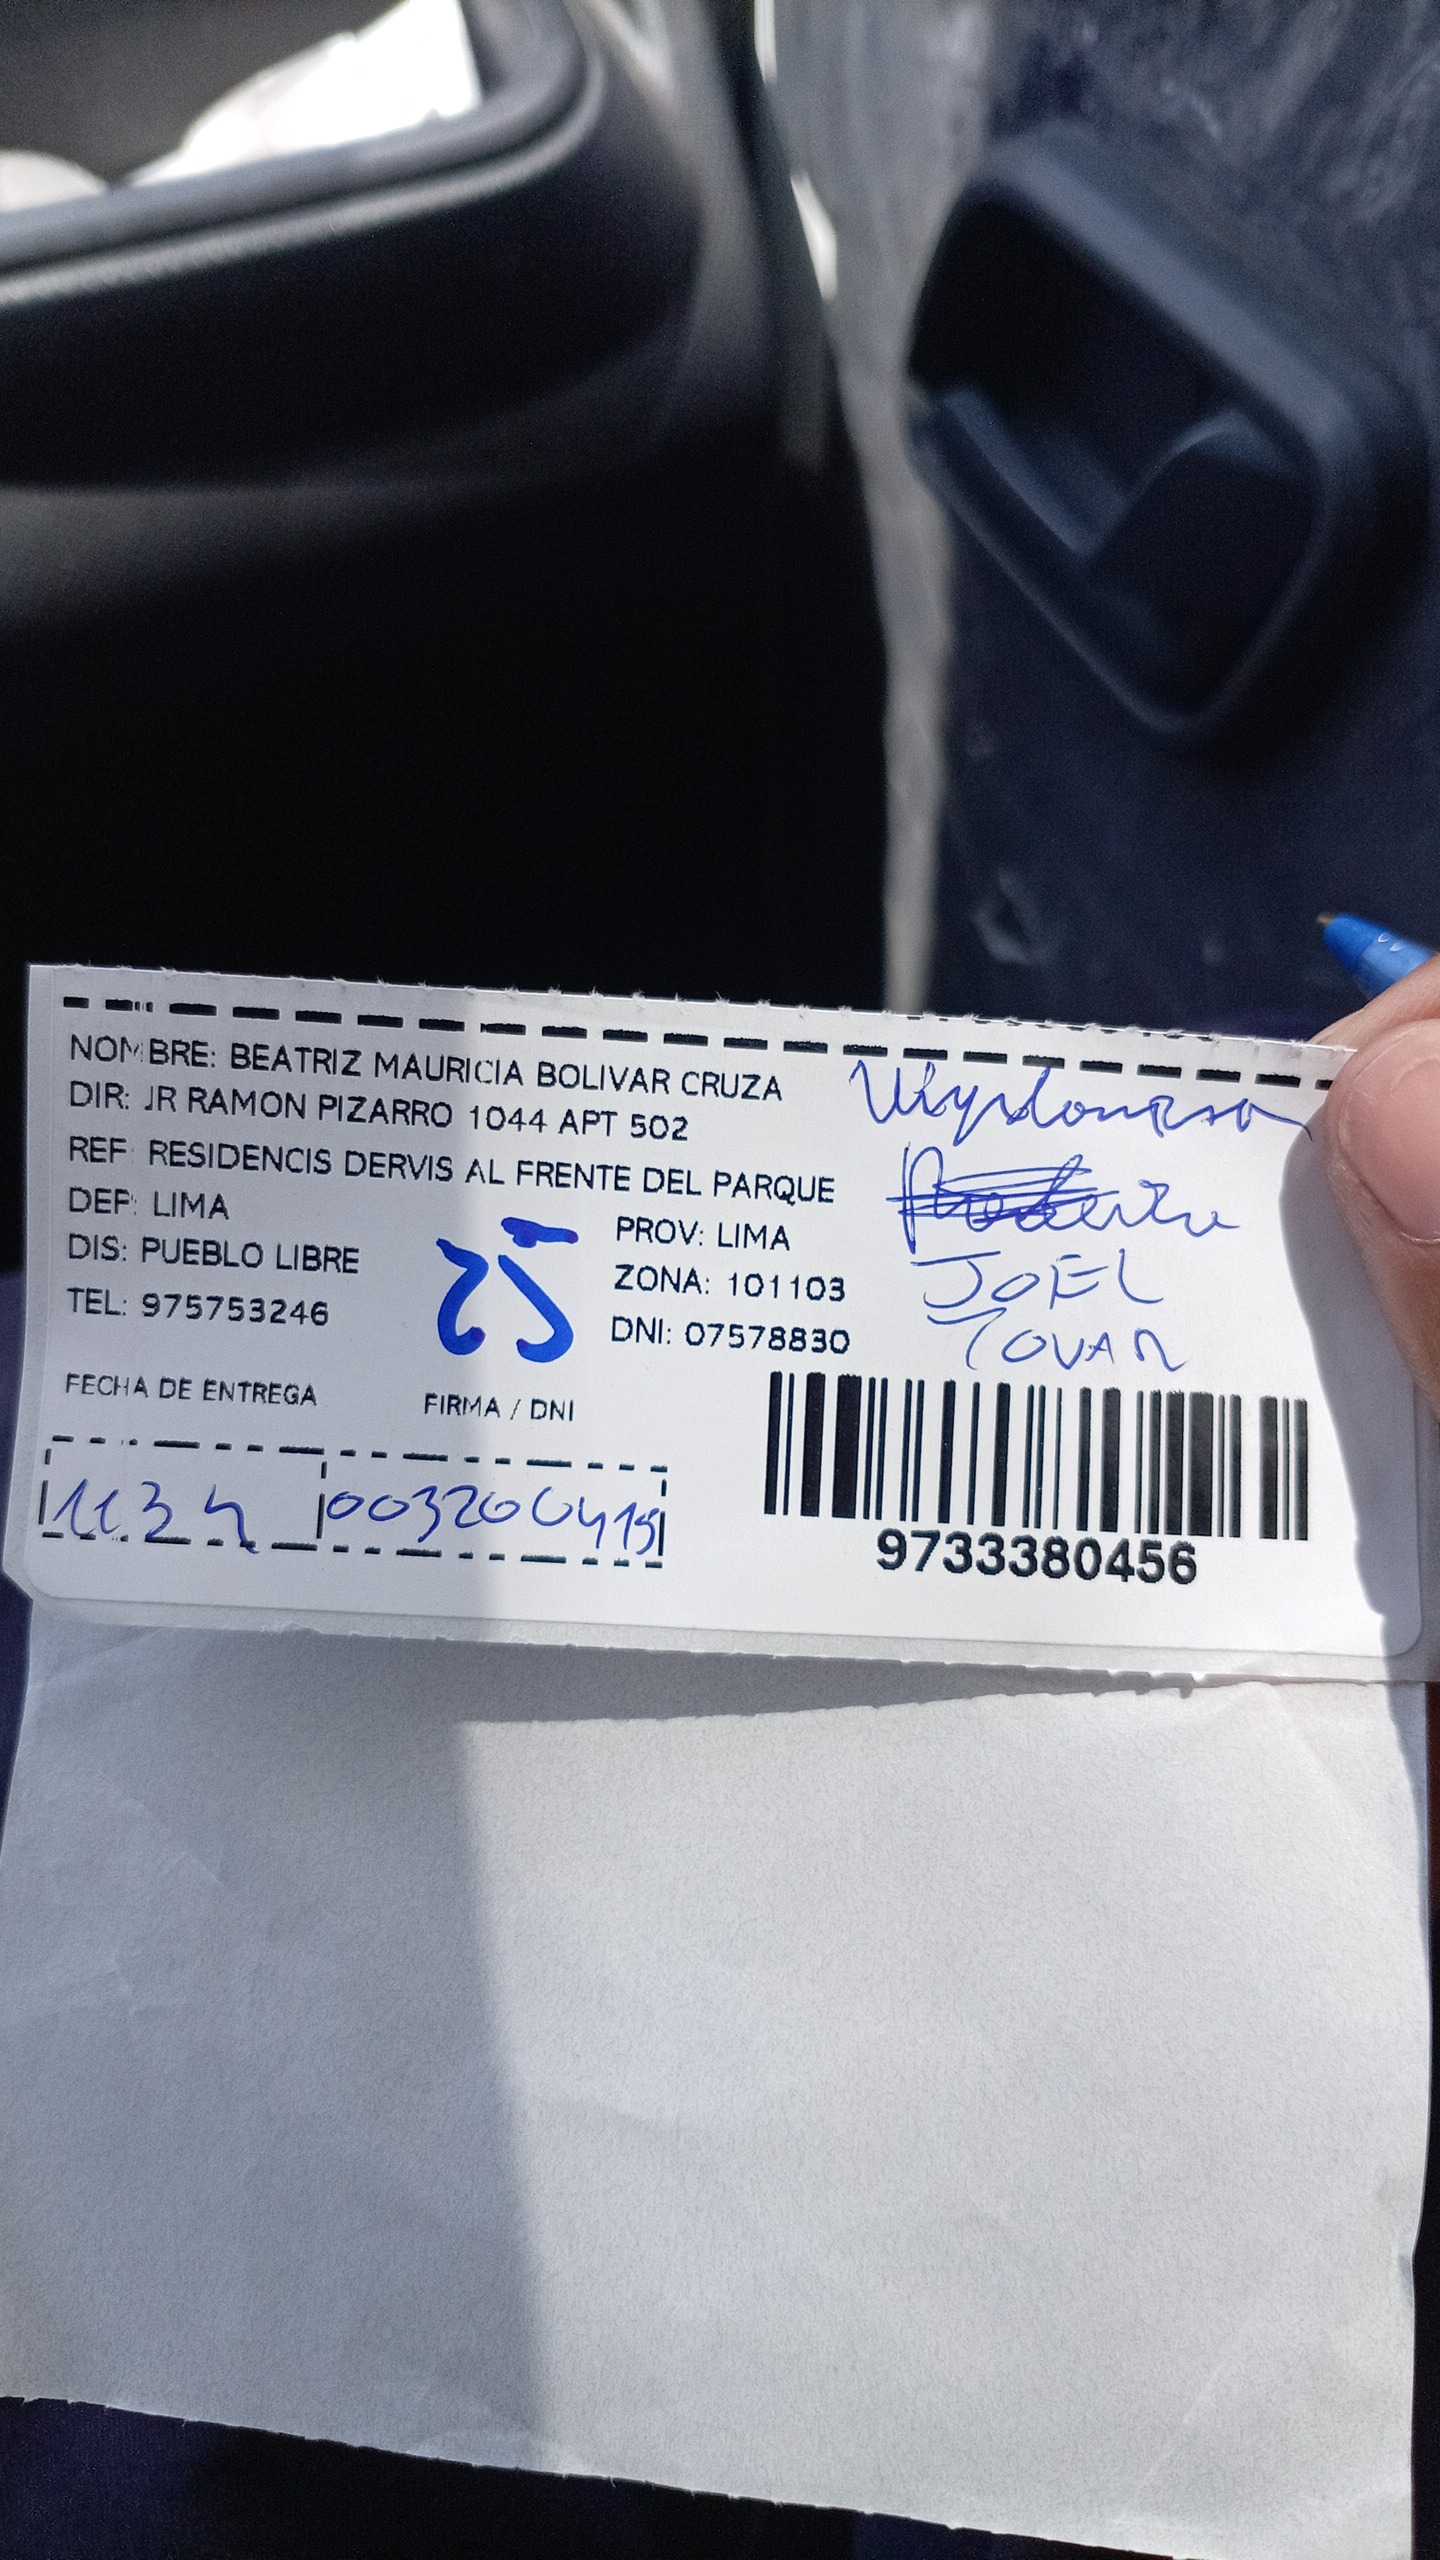 NOMBRE: BEATRIZ MAURICIA BOLIVAR CRUZA
DIR: JR RAMON PIZARRO 1044 APT 502
REF: RESIDENCIS DERVIS AL FRENTE DEL PARQUE
DEP: LIMA
PROV: LIMA
DIS: PUEBLO LIBRE
ZONA: 101103
TEL: 975753246
DNI: 07578830
25
JOEL
TOVAR
FECHA DE ENTREGA
FIRMA / DNI
9733380456